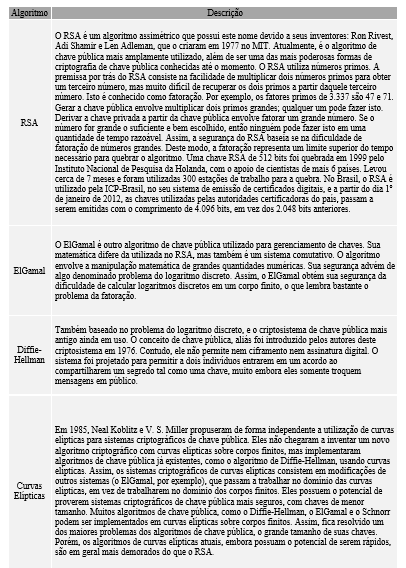 Algoritmo Descrição
RSA
O RSA é um algoritmo assimétrico que possui este nome devido a seus inventores: Ron Rivest,
Adi Shamir e Len Adleman, que o criaram em 1977 no MIT. Atualmente, é o algoritmo de
chave pública mais amplamente utilizado, além de ser uma das mais poderosas formas de
criptografia de chave pública conhecidas até o momento. O RSA utiliza números primos. A
premissa por trás do RSA consiste na facilidade de multiplicar dois números primos para obter
um terceiro número, mas muito difícil de recuperar os dois primos a partir daquele terceiro
número. Isto é conhecido como fatoração. Por exemplo, os fatores primos de 3.337 são 47 e 71.
Gerar a chave pública envolve multiplicar dois primos grandes; qualquer um pode fazer isto.
Derivar a chave privada a partir da chave pública envolve fatorar um grande número. Se o
número for grande o suficiente e bem escolhido, então ninguém pode fazer isto em uma
quantidade de tempo razoável. Assim, a segurança do RSA baseia se na dificuldade de
fatoração de números grandes. Deste modo, a fatoração representa um limite superior do tempo
necessário para quebrar o algoritmo. Uma chave RSA de 512 bits foi quebrada em 1999 pelo
Instituto Nacional de Pesquisa da Holanda, com o apoio de cientistas de mais 6 países. Levou
cerca de 7 meses e foram utilizadas 300 estações de trabalho para a quebra. No Brasil, o RSA é
utilizado pela ICP-Brasil, no seu sistema de emissão de certificados digitais, e a partir do dia 1º
de janeiro de 2012, as chaves utilizadas pelas autoridades certificadoras do país, passam a
serem emitidas com o comprimento de 4.096 bits, em vez dos 2.048 bits anteriores.
ElGamal
O ElGamal é outro algoritmo de chave pública utilizado para gerenciamento de chaves. Sua
matemática difere da utilizada no RSA, mas também é um sistema comutativo. O algoritmo
envolve a manipulação matemática de grandes quantidades numéricas. Sua segurança advém de
algo denominado problema do logaritmo discreto. Assim, o ElGamal obtém sua segurança da
dificuldade de calcular logaritmos discretos em um corpo finito, o que lembra bastante o
problema da fatoração.
Diffie-
Hellman
Também baseado no problema do logaritmo discreto, e o criptosistema de chave pública mais
antigo ainda em uso. O conceito de chave pública, aliás foi introduzido pelos autores deste
criptosistema em 1976. Contudo, ele não permite nem ciframento nem assinatura digital. O
sistema foi projetado para permitir a dois indivíduos entrarem em um acordo ao
compartilharem um segredo tal como uma chave, muito embora eles somente troquem
mensagens em público.
Curvas
Elípticas
Em 1985, Neal Koblitz e V. S. Miller propuseram de forma independente a utilização de curvas
elípticas para sistemas criptográficos de chave pública. Eles não chegaram a inventar um novo
algoritmo criptográfico com curvas elípticas sobre corpos finitos, mas implementaram
algoritmos de chave pública já existentes, como o algoritmo de Diffie-Hellman, usando curvas
elípticas. Assim, os sistemas criptográficos de curvas elípticas consistem em modificações de
outros sistemas (o ElGamal, por exemplo), que passam a trabalhar no domínio das curvas
elípticas, em vez de trabalharem no domínio dos corpos finitos. Eles possuem o potencial de
proverem sistemas criptográficos de chave pública mais seguros, com chaves de menor
tamanho. Muitos algoritmos de chave pública, como o Diffie-Hellman, o ElGamal e o Schnorr
podem ser implementados em curvas elípticas sobre corpos finitos. Assim, fica resolvido um
dos maiores problemas dos algoritmos de chave pública, o grande tamanho de suas chaves.
Porém, os algoritmos de curvas elípticas atuais, embora possuam o potencial de serem rápidos,
são em geral mais demorados do que o RSA.